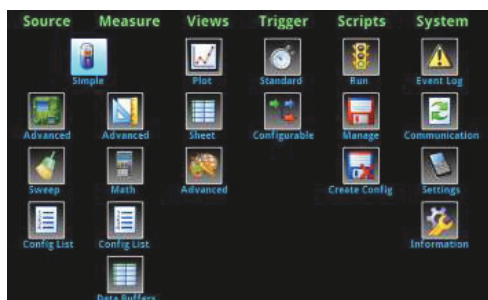 Source Measure Views Trigger Scripts System
Simple Plot Standard Run Event Log
Advanced Advanced Sheet Configurable Manage Communication
Sweep Math Advanced Create Config Settings
Config List Config List Information
Data Buffers